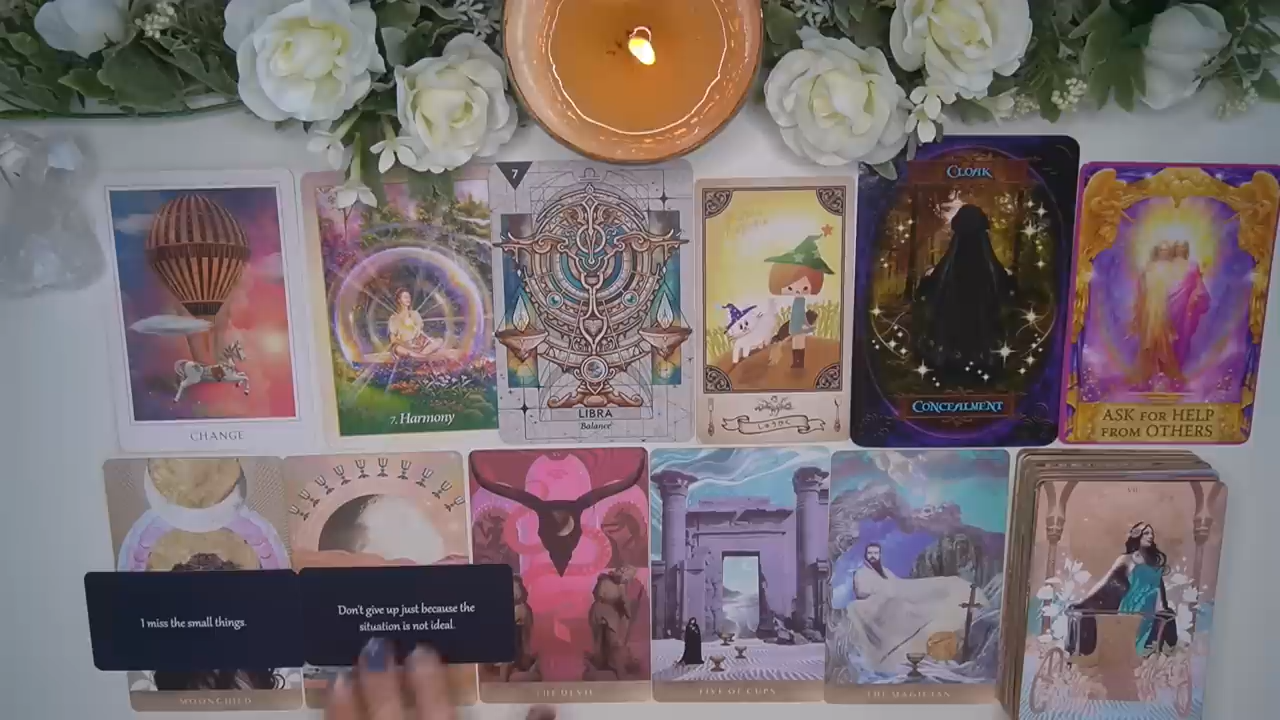 CHANGE
7. Harmony
7
LIBRA
Balance
CLOAK
CONCEALMENT
ASK FOR HELP
FROM OTHERS
I miss the small things.
Don't give up just because the
situation is not ideal.
MOONCHILD
THE DEVIL
FIVE OF CUPS
THE MAGICIAN
VII